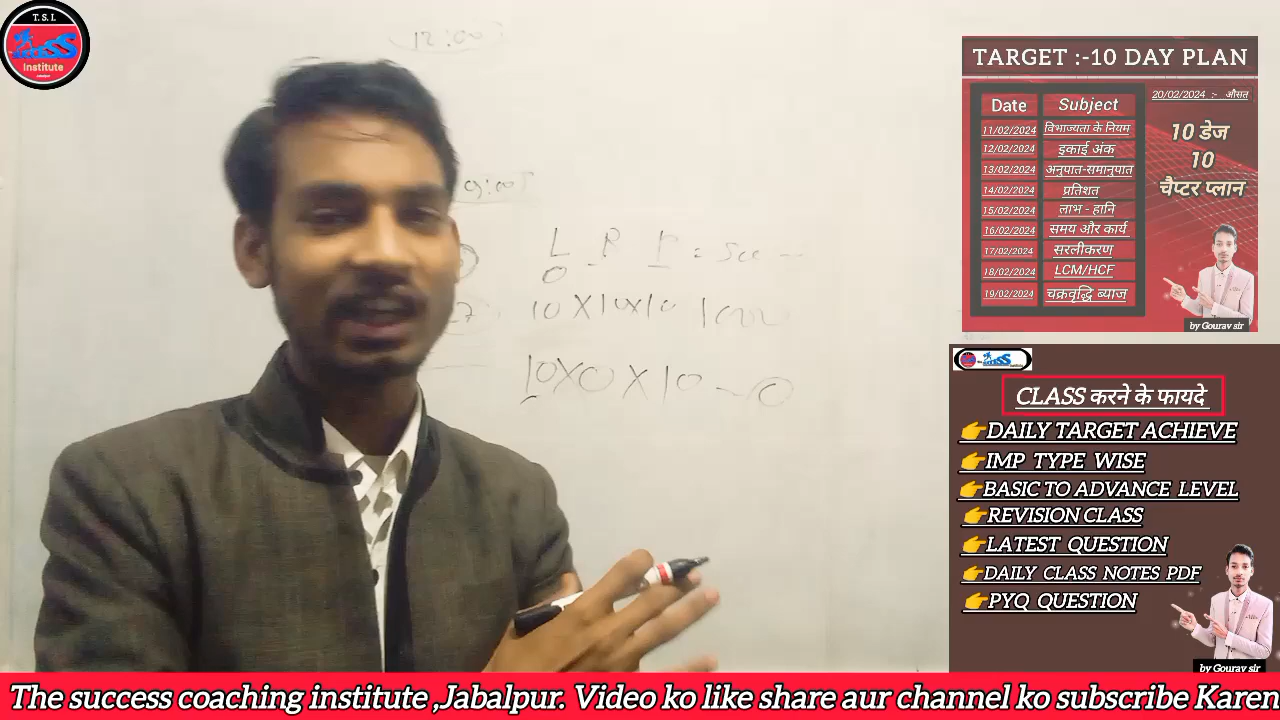 T. S. L
CLASS
Institute
12:00
9:00
L P P
0
10X10X10 1000
10X0X10 0
TARGET :-10 DAY PLAN
Date Subject
11/02/2024 विभाज्यता के नियम
12/02/2024 इकाई अंक
13/02/2024 अनुपात-समानुपात
14/02/2024 प्रतिशत
15/02/2024 लाभ - हानि
16/02/2024 समय और कार्य
17/02/2024 सरलीकरण
18/02/2024 LCM/HCF
19/02/2024 चक्रवृद्धि ब्याज
20/02/2024 :- औसत
10 डेज
10
चैप्टर प्लान
by Gourav sir
CLASS करने के फायदे
👉DAILY TARGET ACHIEVE
👉IMP TYPE WISE
👉BASIC TO ADVANCE LEVEL
👉REVISION CLASS
👉LATEST QUESTION
👉DAILY CLASS NOTES PDF
👉PYQ QUESTION
by Gourav sir
The success coaching institute ,Jabalpur. Video ko like share aur channel ko subscribe Karen